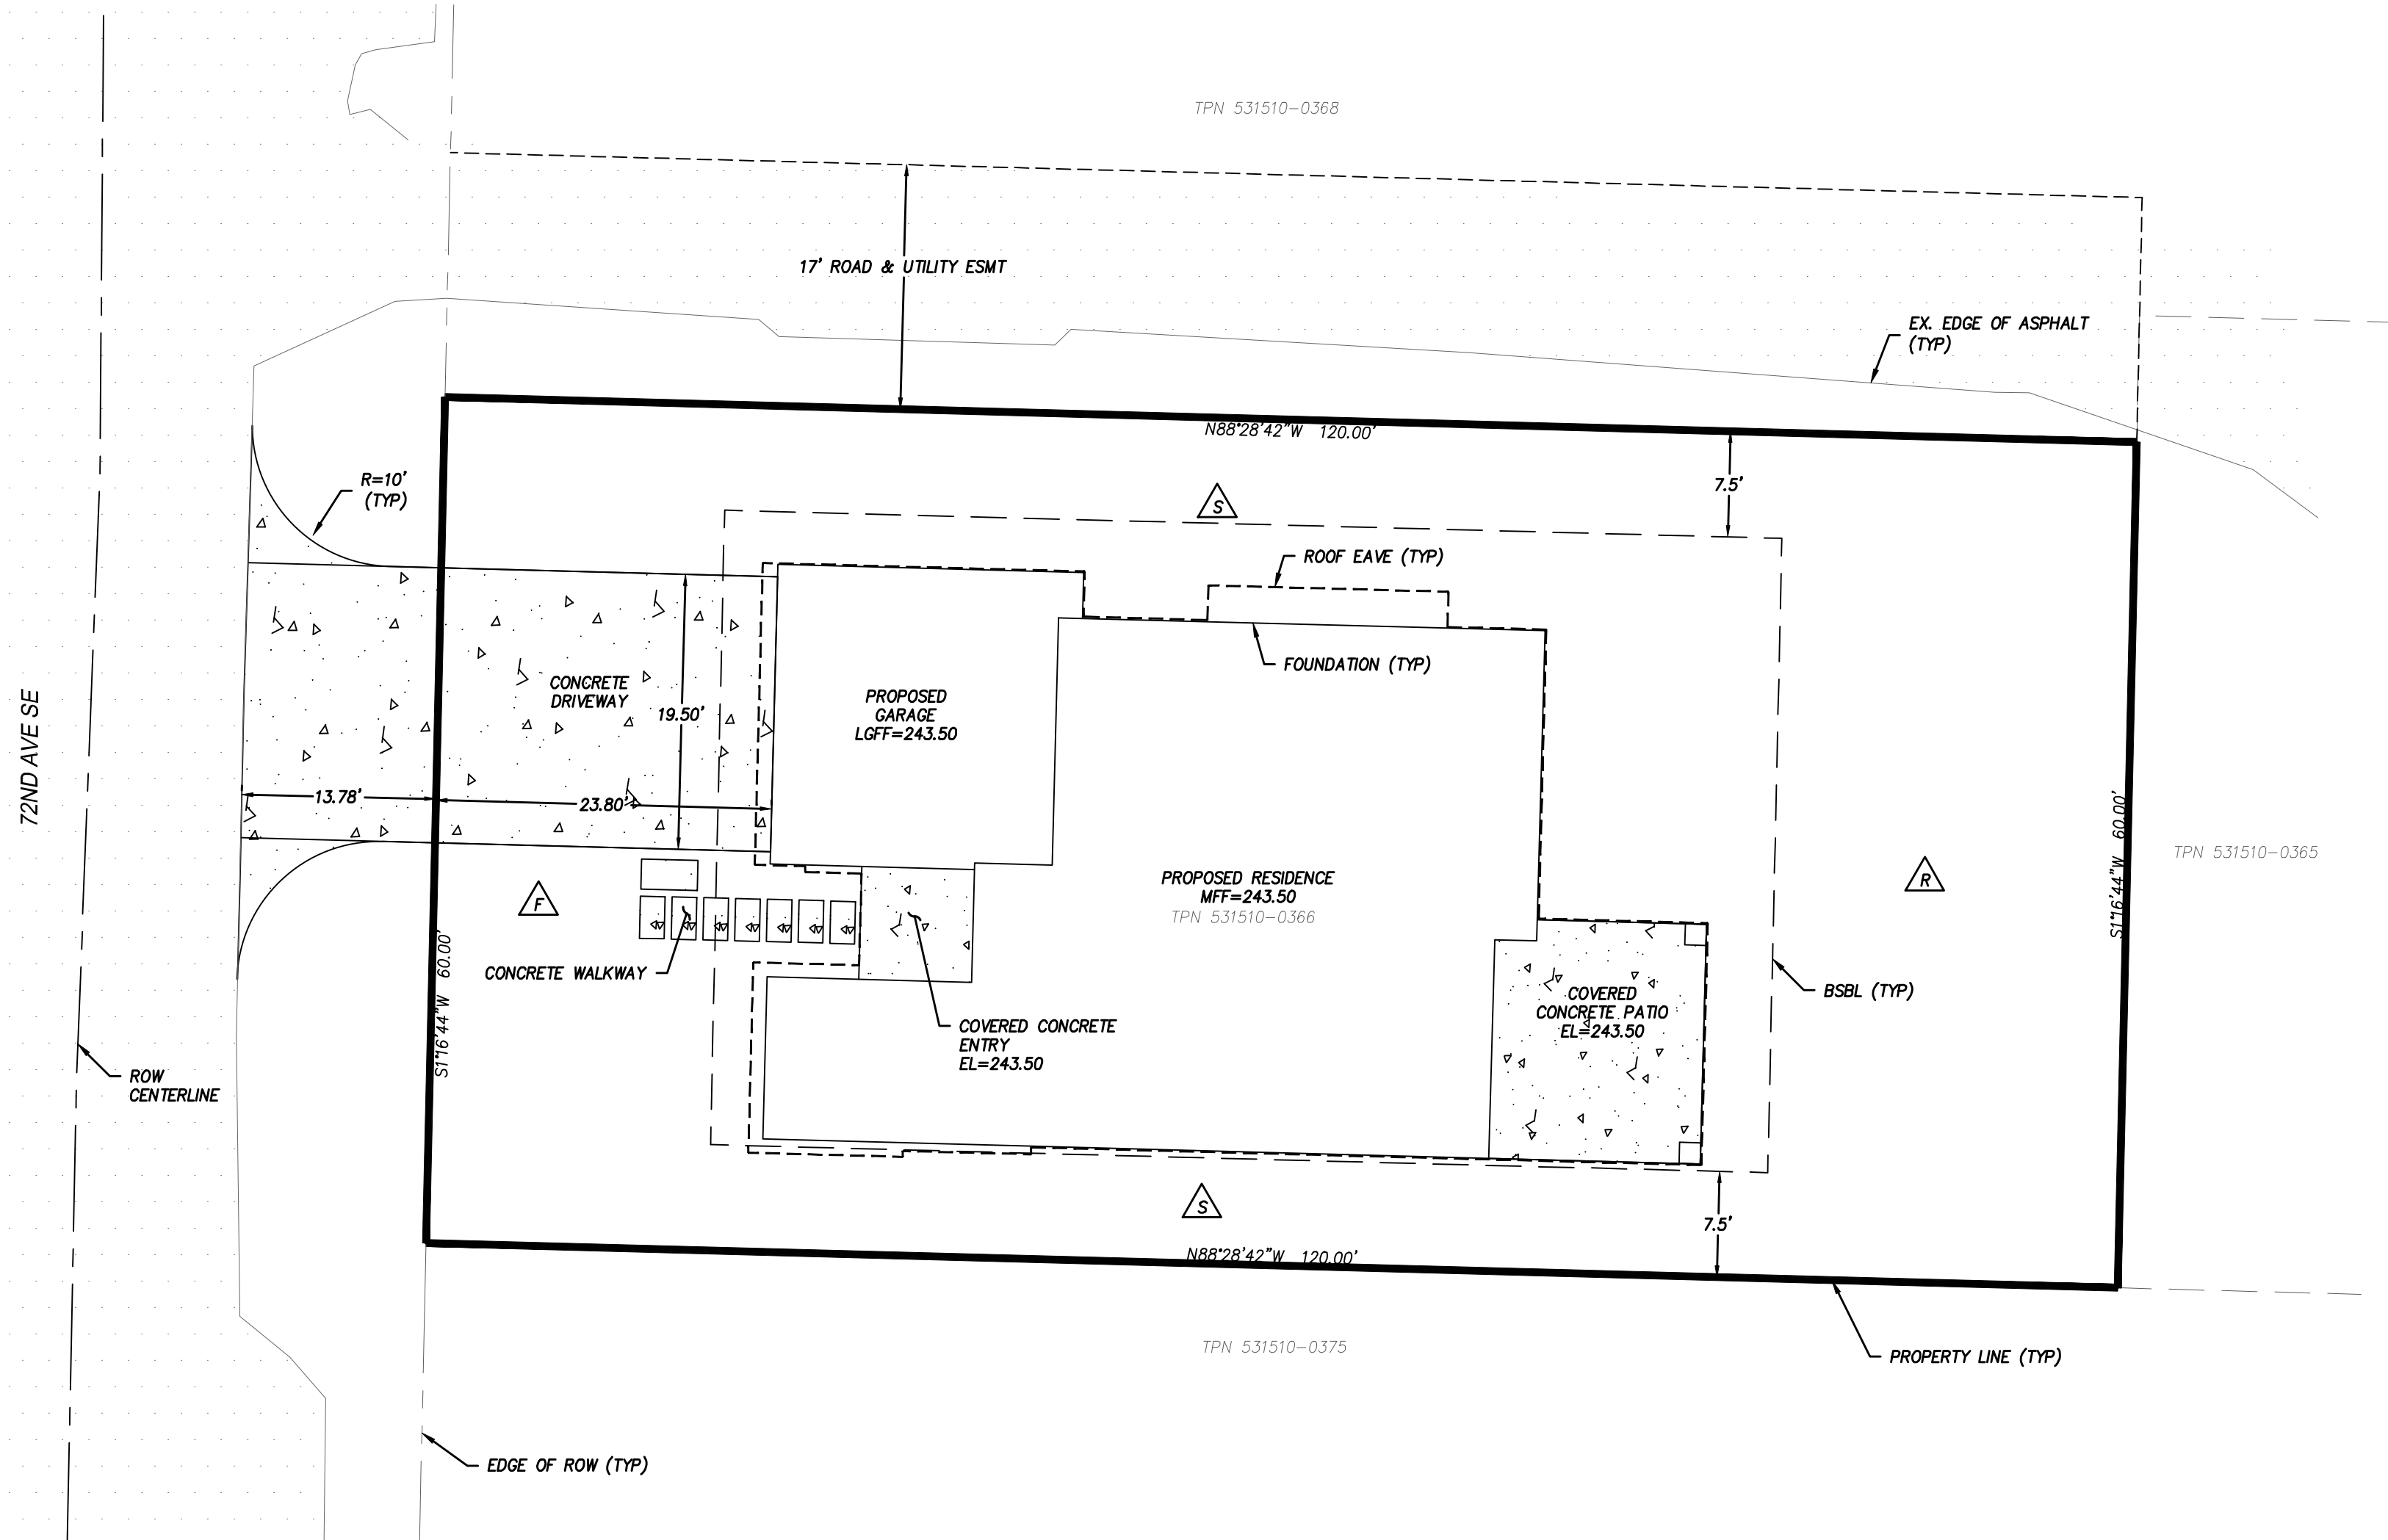 TPN 531510-0368
17' ROAD & UTILITY ESMT
EX. EDGE OF ASPHALT
(TYP)
N88°28'42"W 120.00'
R=10'
(TYP)
7.5'
S
ROOF EAVE (TYP)
FOUNDATION (TYP)
CONCRETE
DRIVEWAY
19.50'
PROPOSED
GARAGE
LGFF=243.50
72ND AVE SE
13.78'
23.80'
S1°16'44"W 60.00'
TPN 531510-0365
PROPOSED RESIDENCE
MFF=243.50
TPN 531510-0366
R
F
CONCRETE WALKWAY
S1°16'44"W 60.00'
COVERED
CONCRETE PATIO
EL=243.50
BSBL (TYP)
COVERED CONCRETE
ENTRY
EL=243.50
ROW
CENTERLINE
S
7.5'
N88°28'42"W 120.00'
TPN 531510-0375
PROPERTY LINE (TYP)
EDGE OF ROW (TYP)